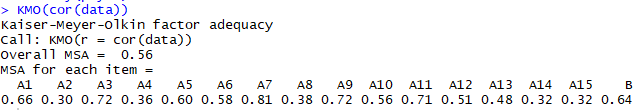 > KMO(cor(data))
Kaiser-Meyer-Olkin factor adequacy
Call: KMO(r = cor(data))
Overall MSA =  0.56
MSA for each item =
  A1   A2   A3   A4   A5   A6   A7   A8   A9  A10  A11  A12  A13  A14  A15    B
0.66 0.30 0.72 0.36 0.60 0.58 0.81 0.38 0.72 0.56 0.71 0.51 0.48 0.32 0.32 0.64